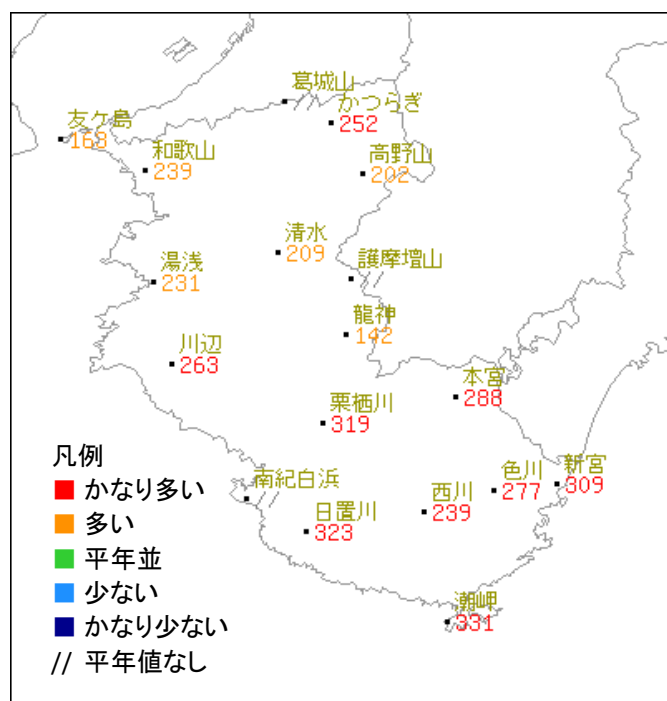 葛城山
かつらぎ
252
友ケ島
163
和歌山
239
高野山
202
清水
209
護摩壇山
//
湯浅
231
龍神
142
川辺
263
本宮
288
栗栖川
319
南紀白浜
//
日置川
323
西川
239
色川
277
新宮
309
潮岬
331
凡例
かなり多い
多い
平年並
少ない
かなり少ない
// 平年値なし